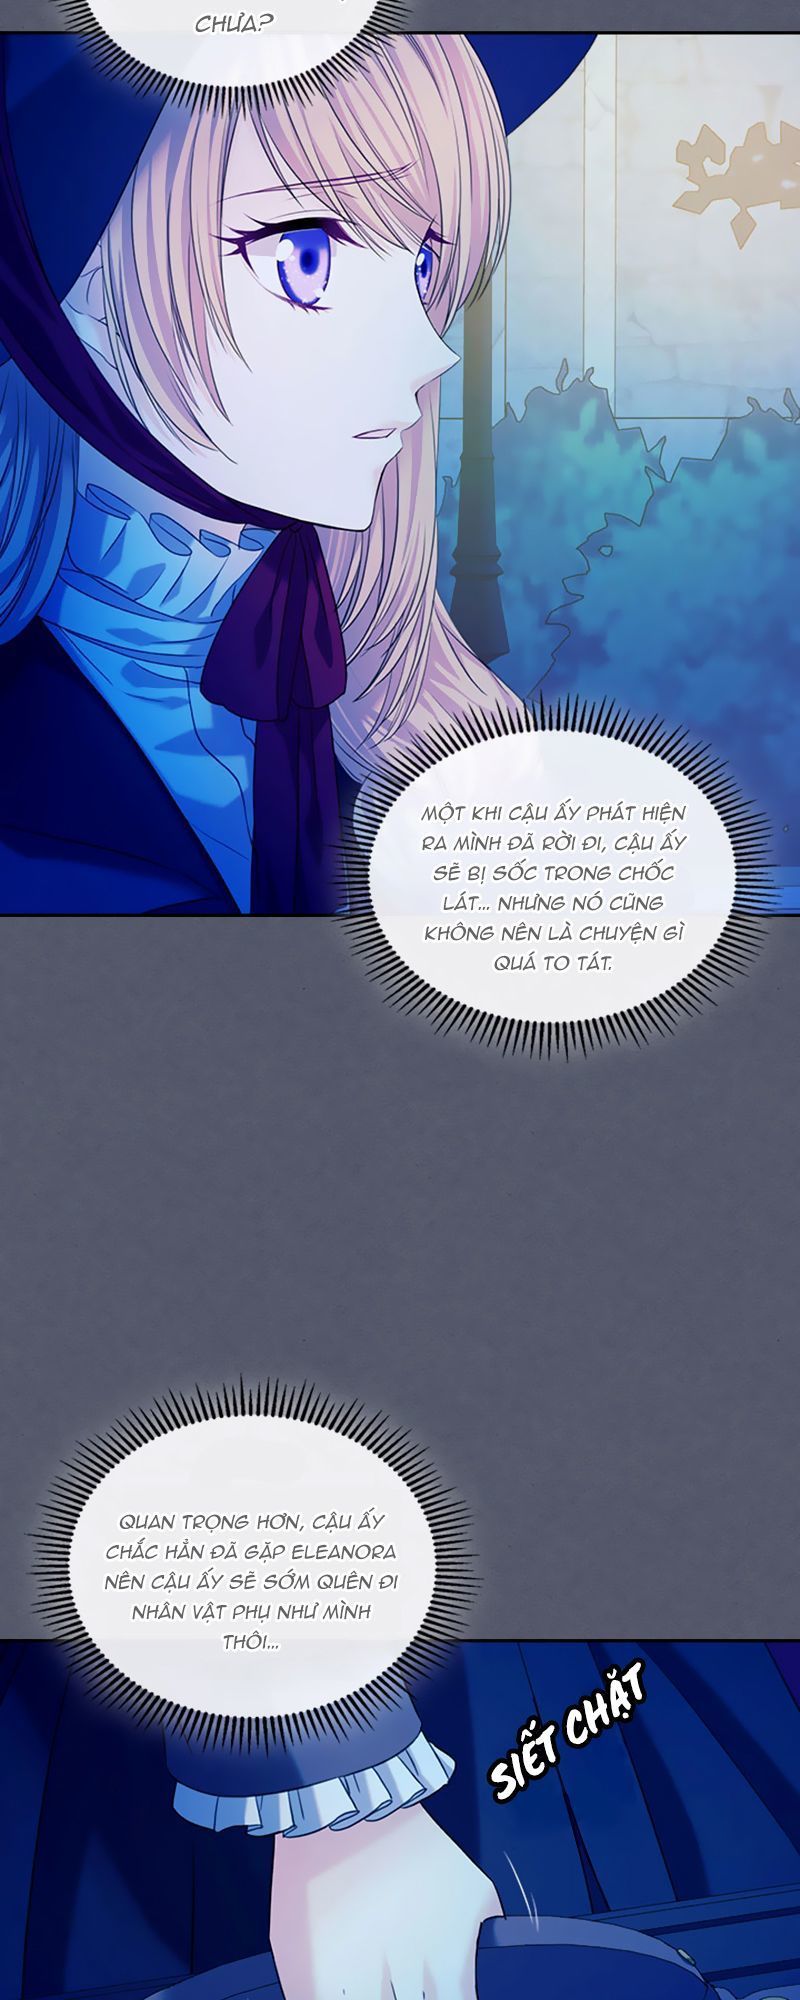 CHƯA?
MỘT KHI CẬU ẤY PHÁT HIỆN
RA MÌNH ĐÃ RỜI ĐI, CẬU ẤY
SẼ BỊ SỐC TRONG CHỐC
LÁT... NHƯNG NÓ CŨNG
KHÔNG NÊN LÀ CHUYỆN GÌ
QUÁ TO TÁT.
QUAN TRỌNG HƠN, CẬU ẤY
CHẮC HẲN ĐÃ GẶP ELEANORA
NÊN CẬU ẤY SẼ SỚM QUÊN ĐI
NHÂN VẬT PHỤ NHƯ MÌNH
THÔI...
SIẾT CHẶT